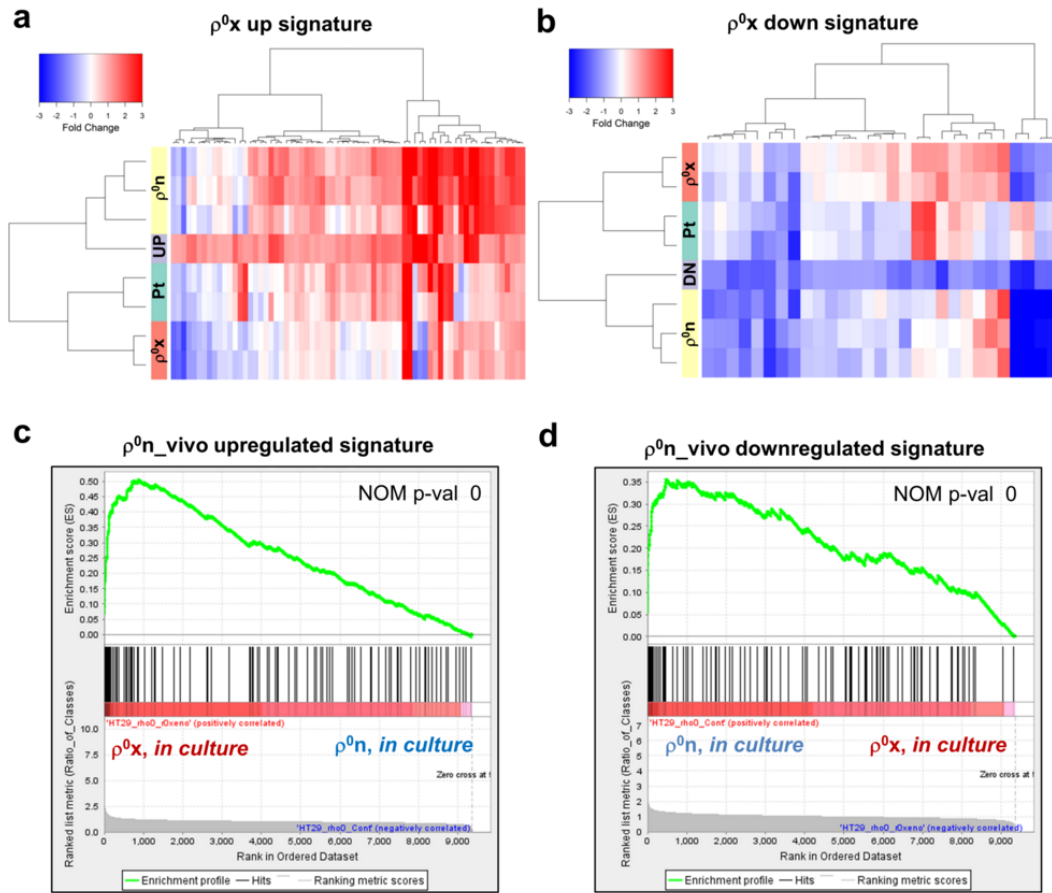 a
ρ⁰x up signature
-3 -2 -1 0 1 2 3
Fold Change
ρ⁰n
UP
Pt
ρ⁰x
b
ρ⁰x down signature
-3 -2 -1 0 1 2 3
Fold Change
ρ⁰x
Pt
DN
ρ⁰n
c
ρ⁰n_vivo upregulated signature
NOM p-val 0
Enrichment score (ES)
0.50
0.45
0.40
0.35
0.30
0.25
0.20
0.15
0.10
0.05
0.00
'HT29_rho0_r0xeno' (positively correlated)
ρ⁰x, in culture
ρ⁰n, in culture
Zero cross at
Ranked list metric (Ratio_of_Classes)
10.0
7.5
5.0
2.5
0.0
'HT29_rho0_Conf' (negatively correlated)
0 1,000 2,000 3,000 4,000 5,000 6,000 7,000 8,000 9,000
Rank in Ordered Dataset
Enrichment profile Hits Ranking metric scores
d
ρ⁰n_vivo downregulated signature
NOM p-val 0
Enrichment score (ES)
0.35
0.30
0.25
0.20
0.15
0.10
0.05
0.00
'HT29_rho0_Conf' (positively correlated)
ρ⁰n, in culture
ρ⁰x, in culture
Zero cross at
Ranked list metric (Ratio_of_Classes)
7
6
5
4
3
2
1
0
'HT29_rho0_r0xeno' (negatively correlated)
0 1,000 2,000 3,000 4,000 5,000 6,000 7,000 8,000 9,000
Rank in Ordered Dataset
Enrichment profile Hits Ranking metric scores